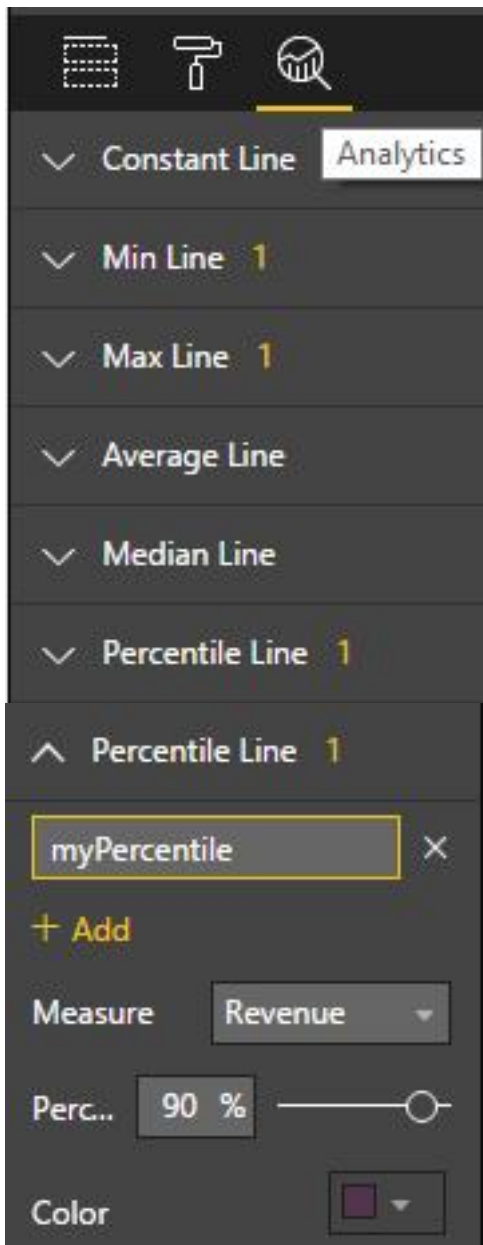 Constant Line
Analytics
Min Line 1
Max Line 1
Average Line
Median Line
Percentile Line 1
Percentile Line 1
myPercentile
+ Add
Measure Revenue
Perc... 90 %
Color